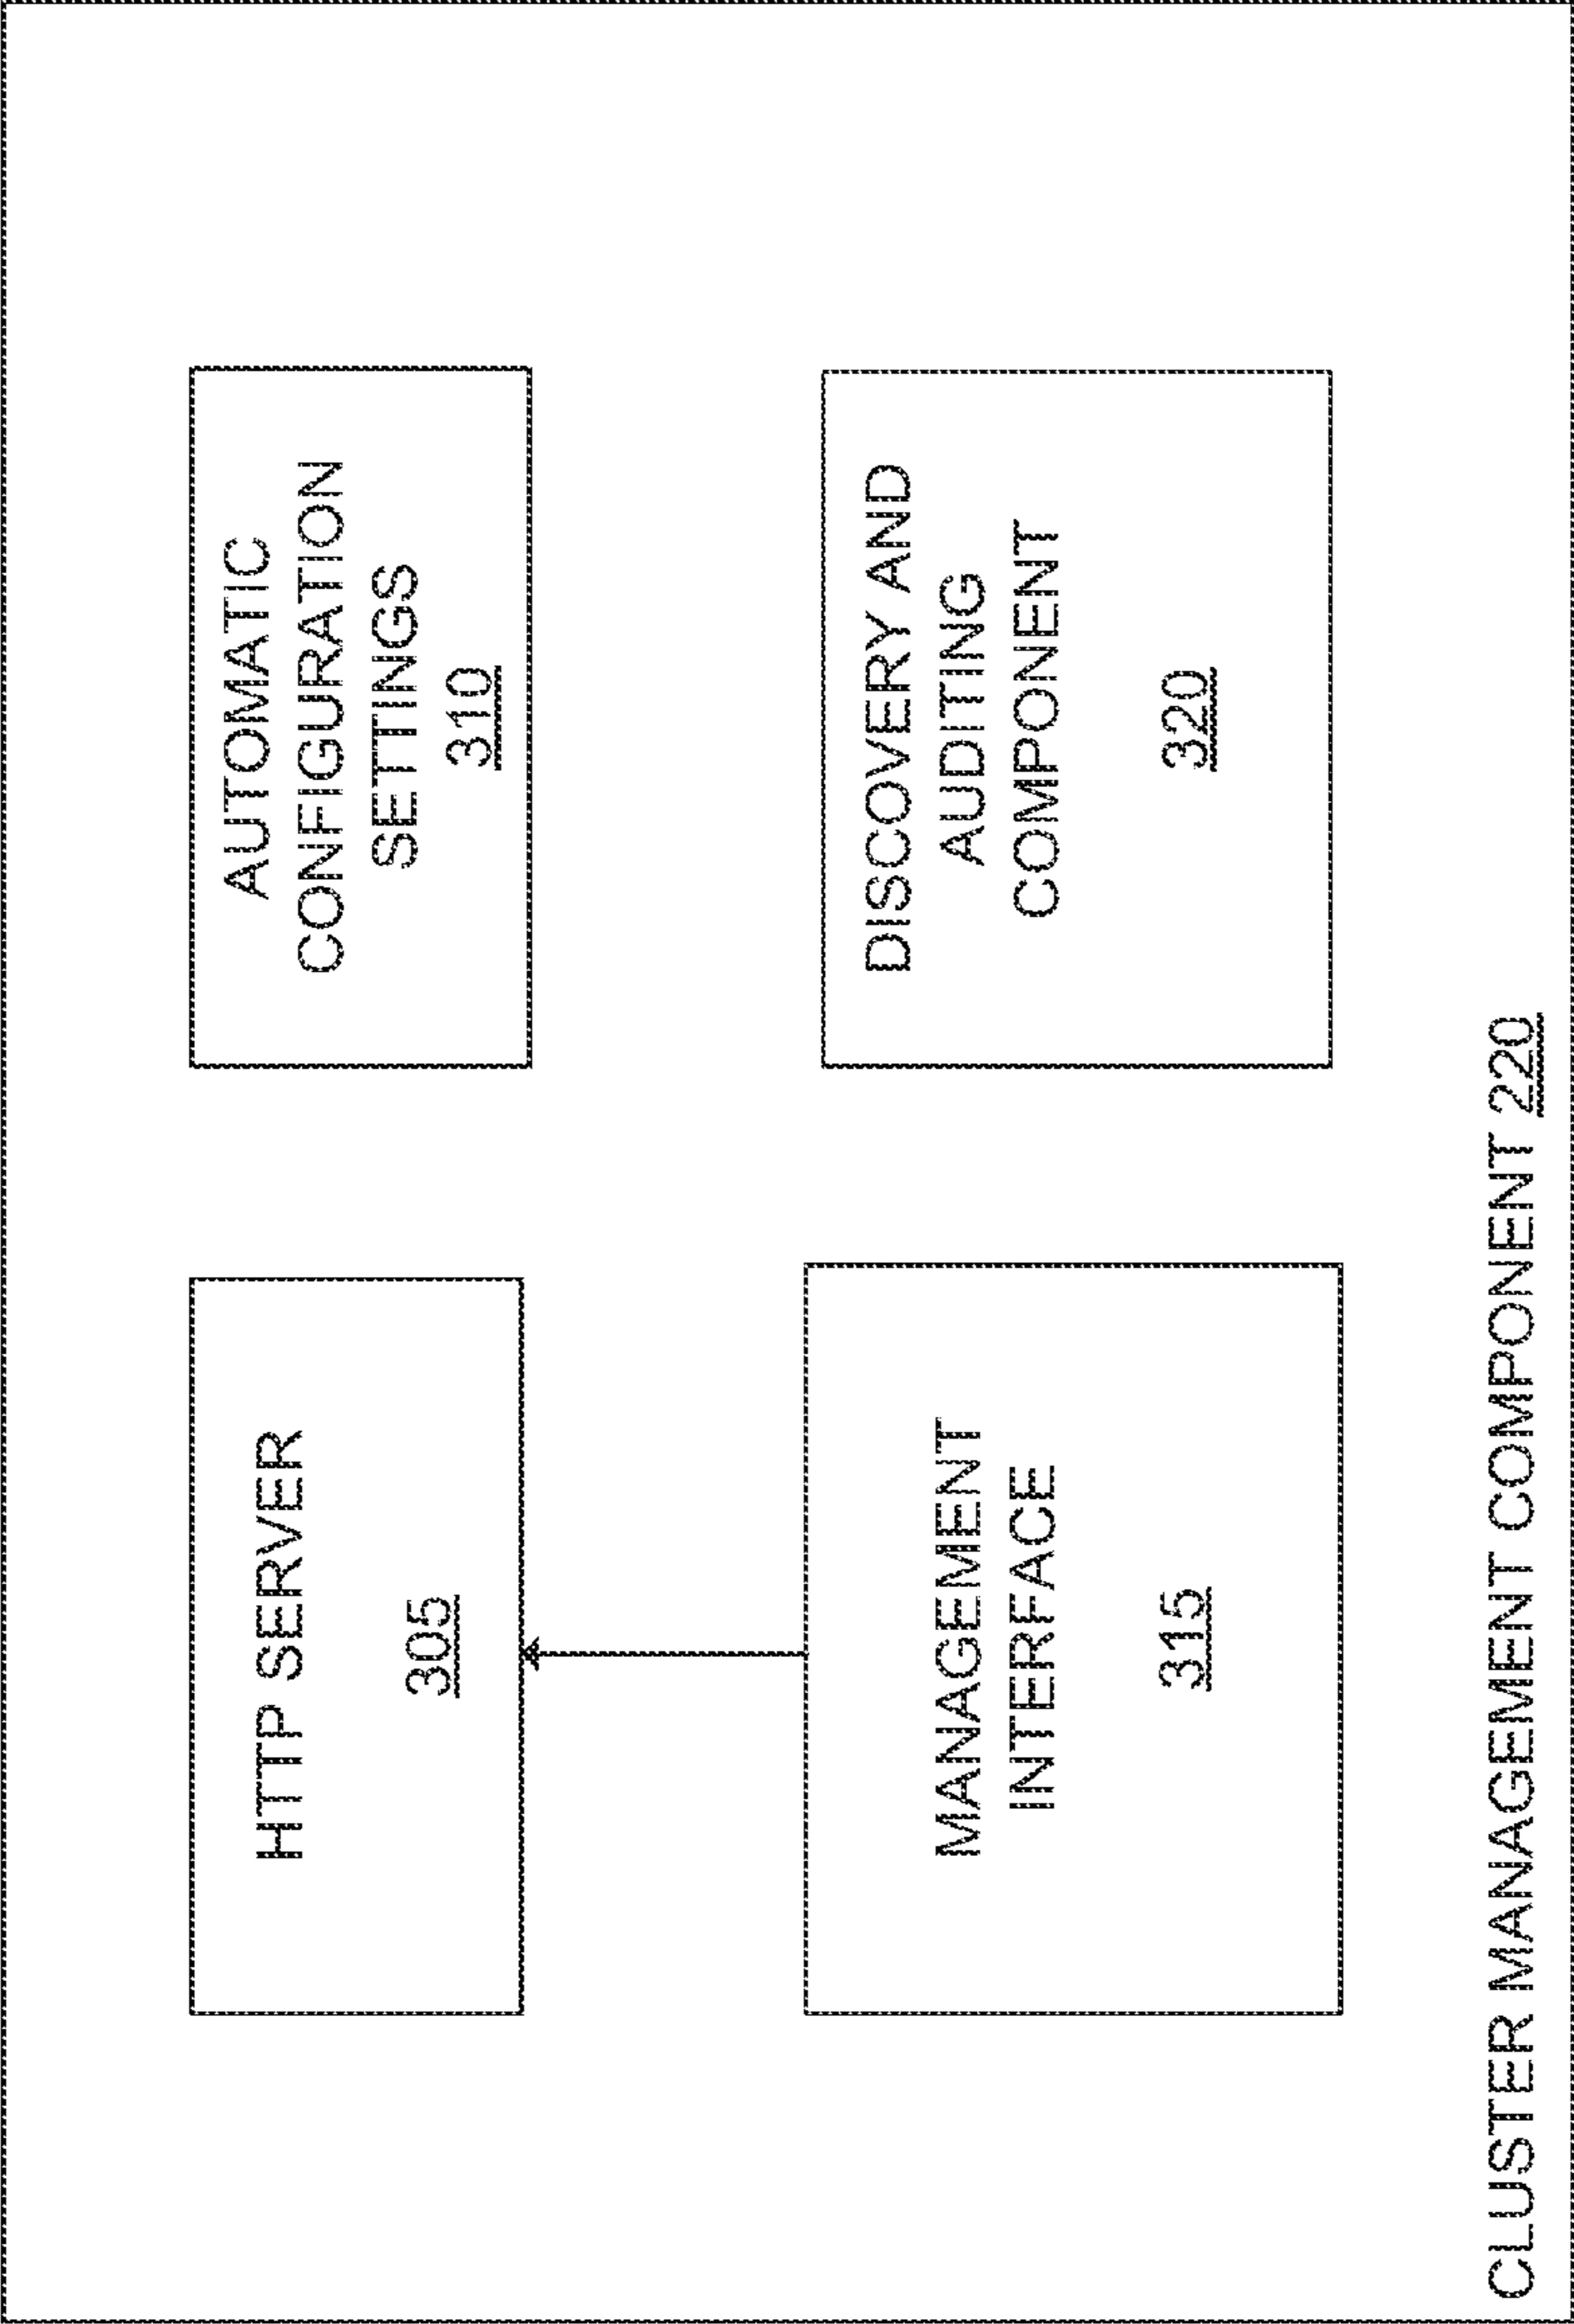 HTTP SERVER
305
AUTOMATIC
CONFIGURATION
SETTINGS
310
MANAGEMENT
INTERFACE
315
DISCOVERY AND
AUDITING
COMPONENT
320
CLUSTER MANAGEMENT COMPONENT 220